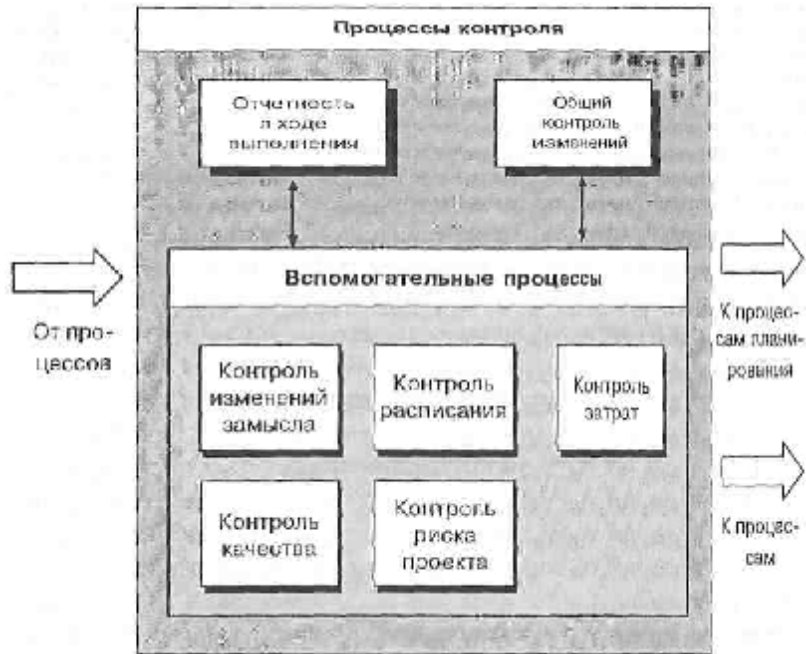 Процессы контроля
Отчетность
л ходе
выполнения
Общий
контроль
изменений
Вспомогательные процессы
От про-
цессов
К процес-
сам плани-
рования
Контроль
изменений
замысла
Контроль
расписания
Контроль
затрат
Контроль
качества
Контроль
риска
проекта
К процес-
сам